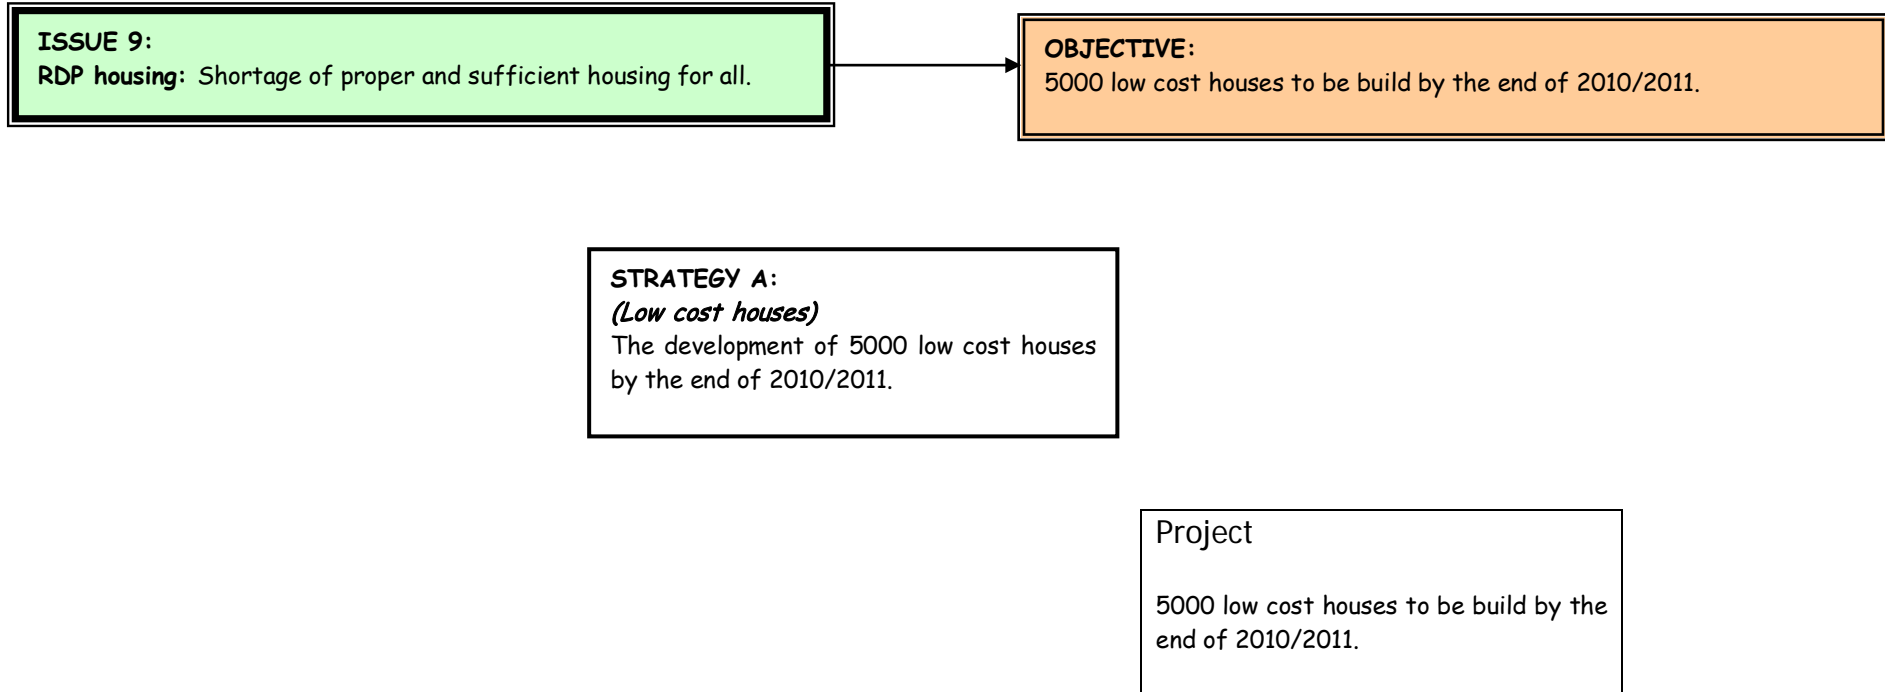 ISSUE 9:
RDP housing: Shortage of proper and sufficient housing for all.
OBJECTIVE:
5000 low cost houses to be build by the end of 2010/2011.
STRATEGY A:
(Low cost houses)
The development of 5000 low cost houses
by the end of 2010/2011.
Project
5000 low cost houses to be build by the
end of 2010/2011.